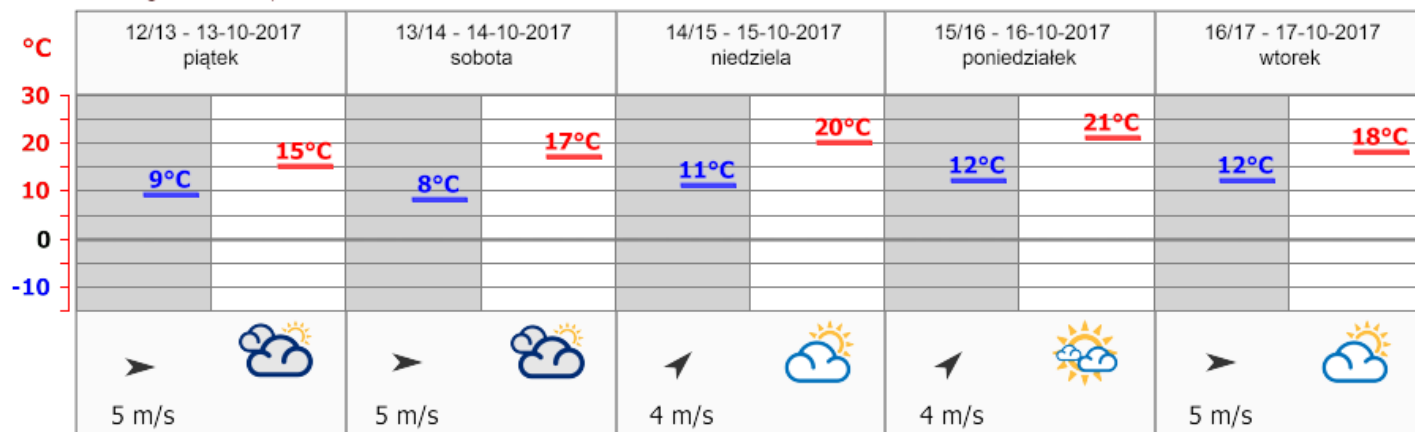 °C
12/13 - 13-10-2017
piątek
13/14 - 14-10-2017
sobota
14/15 - 15-10-2017
niedziela
15/16 - 16-10-2017
poniedziałek
16/17 - 17-10-2017
wtorek
30
20
10
0
-10
9°C
15°C
8°C
17°C
11°C
20°C
12°C
21°C
12°C
18°C
5 m/s
5 m/s
4 m/s
4 m/s
5 m/s